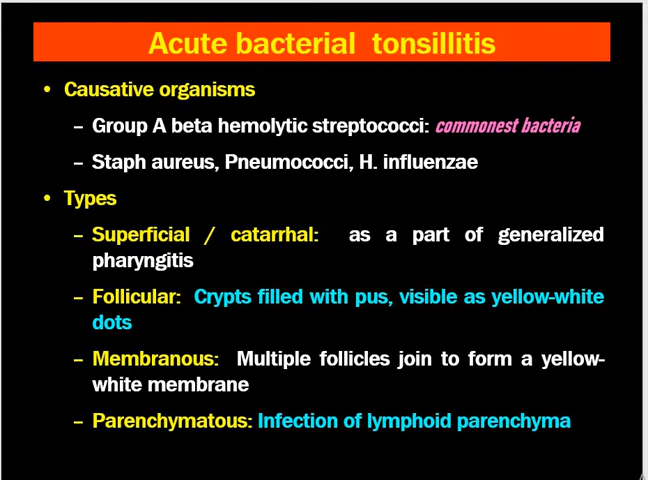 Acute bacterial tonsillitis
• Causative organisms
– Group A beta hemolytic streptococci: commonest bacteria
– Staph aureus, Pneumococci, H. influenzae
• Types
– Superficial / catarrhal: as a part of generalized
pharyngitis
– Follicular: Crypts filled with pus, visible as yellow-white
dots
– Membranous: Multiple follicles join to form a yellow-
white membrane
– Parenchymatous: Infection of lymphoid parenchyma